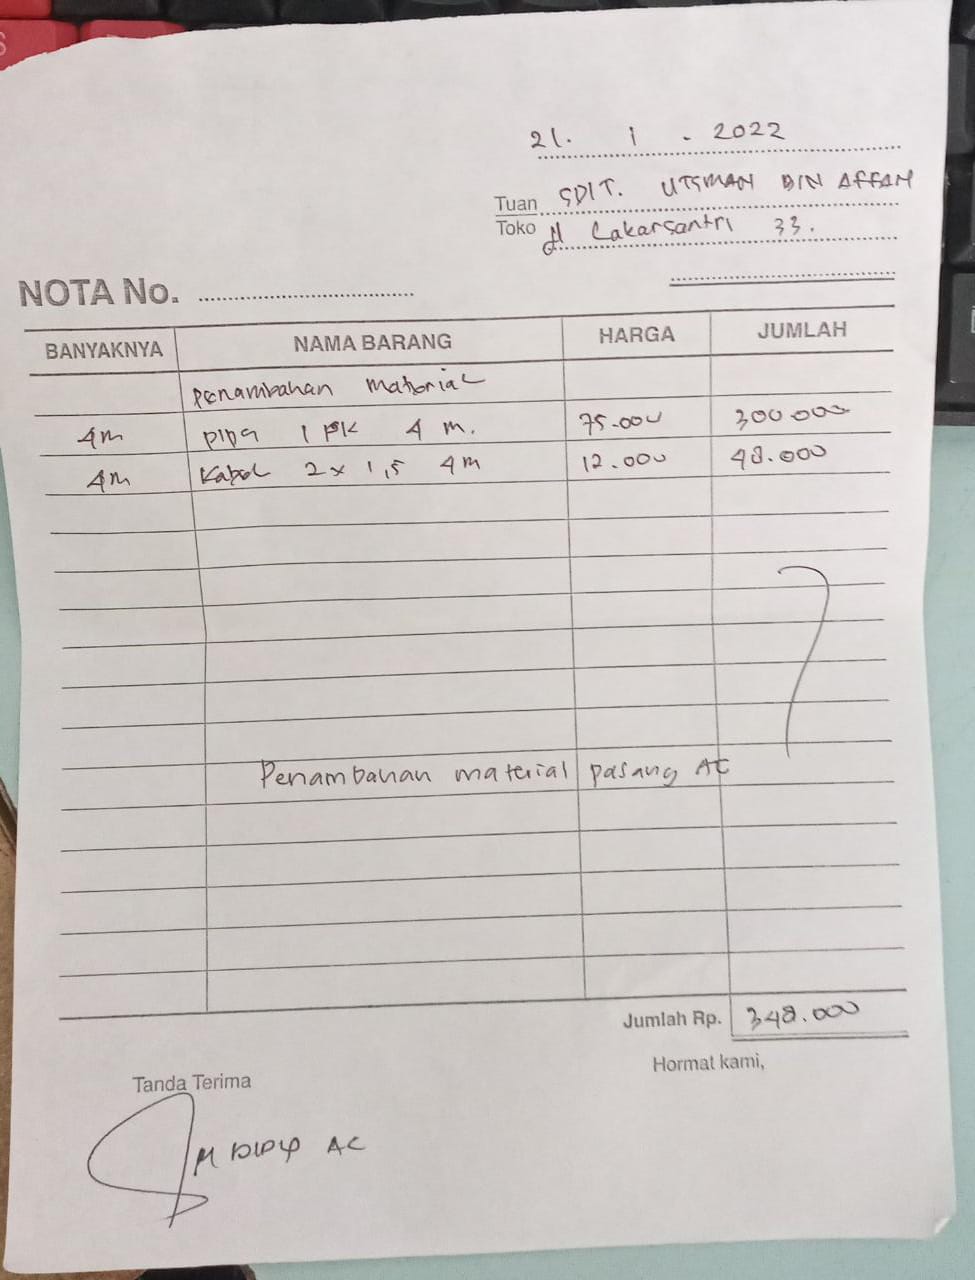 21. 1 - 2022
Tuan SDIT. UTSMAN BIN AFFAN
Toko Jl Lakarsantri 33.
NOTA No. ........................................
BANYAKNYA NAMA BARANG HARGA JUMLAH
Penambahan material
4m pipa 1 PK 4 m. 75.000 300.000
4m Kabel 2 x 1,5 4m 12.000 48.000
Penambahan material pasang AC
Jumlah Rp. 348.000
Hormat kami,
Tanda Terima
AC